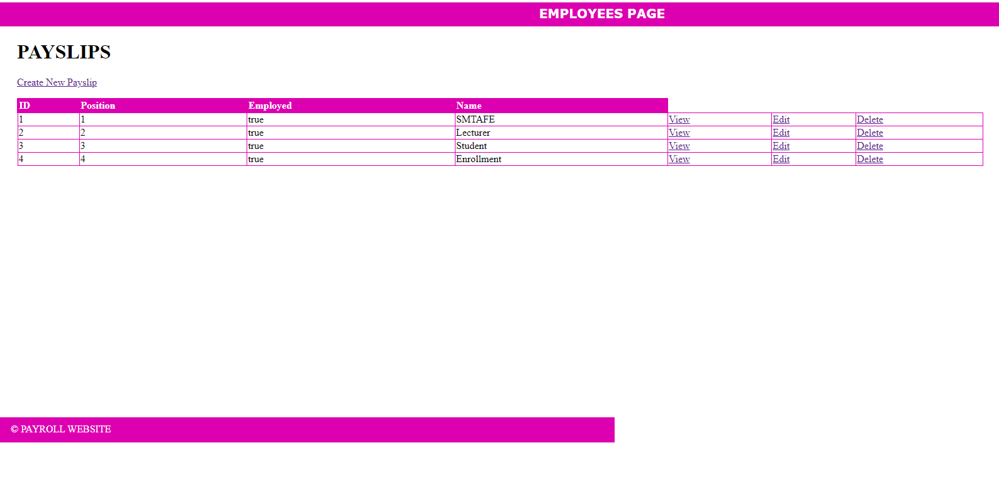 EMPLOYEES PAGE
PAYSLIPS
Create New Payslip
ID Position Employed Name
1 1 true SMTAFE View Edit Delete
2 2 true Lecturer View Edit Delete
3 3 true Student View Edit Delete
4 4 true Enrollment View Edit Delete
© PAYROLL WEBSITE